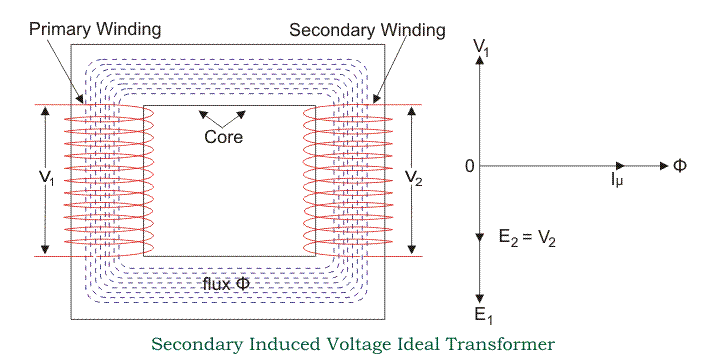 Primary Winding
Secondary Winding
Core
V₁
V₂
flux Φ
V₁
0
Φ
Iμ
E₂ = V₂
E₁
Secondary Induced Voltage Ideal Transformer